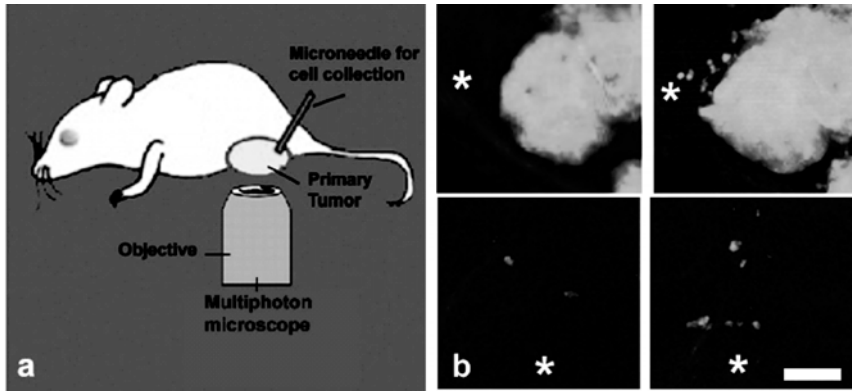 Microneedle for
cell collection
Primary
Tumor
Objective
Multiphoton
microscope
a
*
*
b
*
*